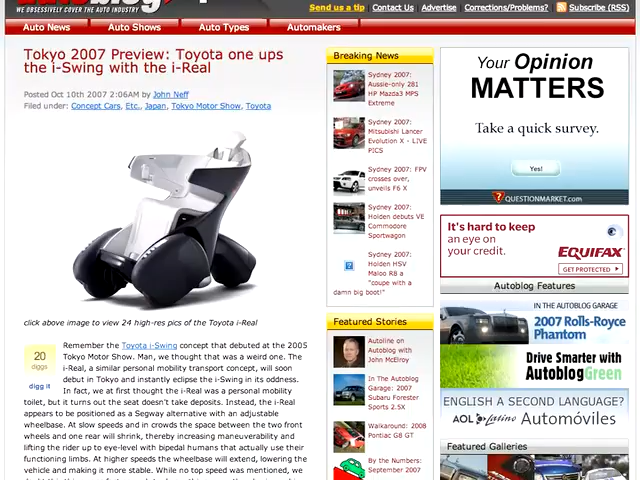 WE OBSESSIVELY COVER THE AUTO INDUSTRY
Send us a tip | Contact Us | Advertise | Corrections/Problems? | Subscribe (RSS)
Auto News
Auto Shows
Auto Types
Automakers
Tokyo 2007 Preview: Toyota one ups
the i-Swing with the i-Real
Posted Oct 10th 2007 2:06AM by John Neff
Filed under: Concept Cars, Etc., Japan, Tokyo Motor Show, Toyota
click above image to view 24 high-res pics of the Toyota i-Real
20
diggs
digg it
Remember the Toyota i-Swing concept that debuted at the 2005
Tokyo Motor Show. Man, we thought that was a weird one. The
i-Real, a similar personal mobility transport concept, will soon
debut in Tokyo and instantly eclipse the i-Swing in its oddness.
In fact, we at first thought the i-Real was a personal mobility
toilet, but it turns out the seat doesn't take deposits. Instead, the i-Real
appears to be positioned as a Segway alternative with an adjustable
wheelbase. At slow speeds and in crowds the space between the two front
wheels and one rear will shrink, thereby increasing maneuverability and
lifting the rider up to eye-level with bipedal humans that actually use their
functioning limbs. At higher speeds the wheelbase will extend, lowering the
vehicle and making it more stable. While no top speed was mentioned, we
Breaking News
Sydney 2007:
Aussie-only 281
HP Mazda3 MPS
Extreme
Sydney 2007:
Mitsubishi Lancer
Evolution X - LIVE
PICS
Sydney 2007: FPV
crosses over,
unveils F6 X
Sydney 2007:
Holden debuts VE
Commodore
Sportwagon
Sydney 2007:
Holden HSV
Maloo R8 a
"coupe with a
damn big boot!"
Featured Stories
Autoline on
Autoblog with
John McElroy
In The Autoblog
Garage: 2007
Subaru Forester
Sports 2.5X
Walkaround: 2008
Pontiac G8 GT
By the Numbers:
September 2007
Your Opinion
MATTERS
Take a quick survey.
Yes!
QUESTIONMARKET.com
It's hard to keep
an eye on
your credit.
EQUIFAX
GET PROTECTED
Autoblog Features
IN THE AUTOBLOG GARAGE
2007 Rolls-Royce
Phantom
Drive Smarter with
AutoblogGreen
ENGLISH A SECOND LANGUAGE?
AOL Latino Automóviles
Featured Galleries